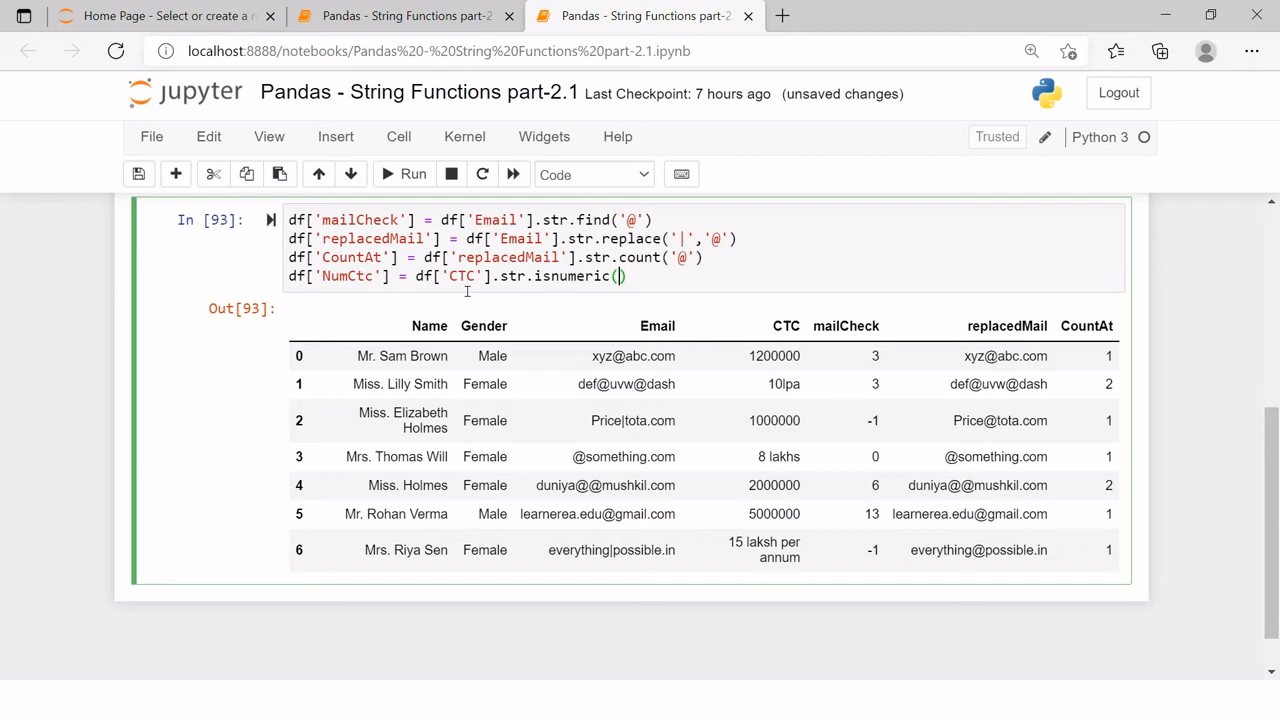 Home Page - Select or create a n
Pandas - String Functions part-2
Pandas - String Functions part-2.
localhost:8888/notebooks/Pandas%20-%20String%20Functions%20part-2.1.ipynb
jupyter Pandas - String Functions part-2.1 Last Checkpoint: 7 hours ago (unsaved changes) Logout
File Edit View Insert Cell Kernel Widgets Help Trusted Python 3
Run Code
In [93]: df['mailCheck'] = df['Email'].str.find('@')
df['replacedMail'] = df['Email'].str.replace('|','@')
df['CountAt'] = df['replacedMail'].str.count('@')
df['NumCtc'] = df['CTC'].str.isnumeric()
Out[93]:
Name Gender Email CTC mailCheck replacedMail CountAt
0 Mr. Sam Brown Male xyz@abc.com 1200000 3 xyz@abc.com 1
1 Miss. Lilly Smith Female def@uvw@dash 10lpa 3 def@uvw@dash 2
2 Miss. Elizabeth Holmes Female Price|tota.com 1000000 -1 Price@tota.com 1
3 Mrs. Thomas Will Female @something.com 8 lakhs 0 @something.com 1
4 Miss. Holmes Female duniya@@mushkil.com 2000000 6 duniya@@mushkil.com 2
5 Mr. Rohan Verma Male learnerea.edu@gmail.com 5000000 13 learnerea.edu@gmail.com 1
6 Mrs. Riya Sen Female everything|possible.in 15 laksh per annum -1 everything@possible.in 1